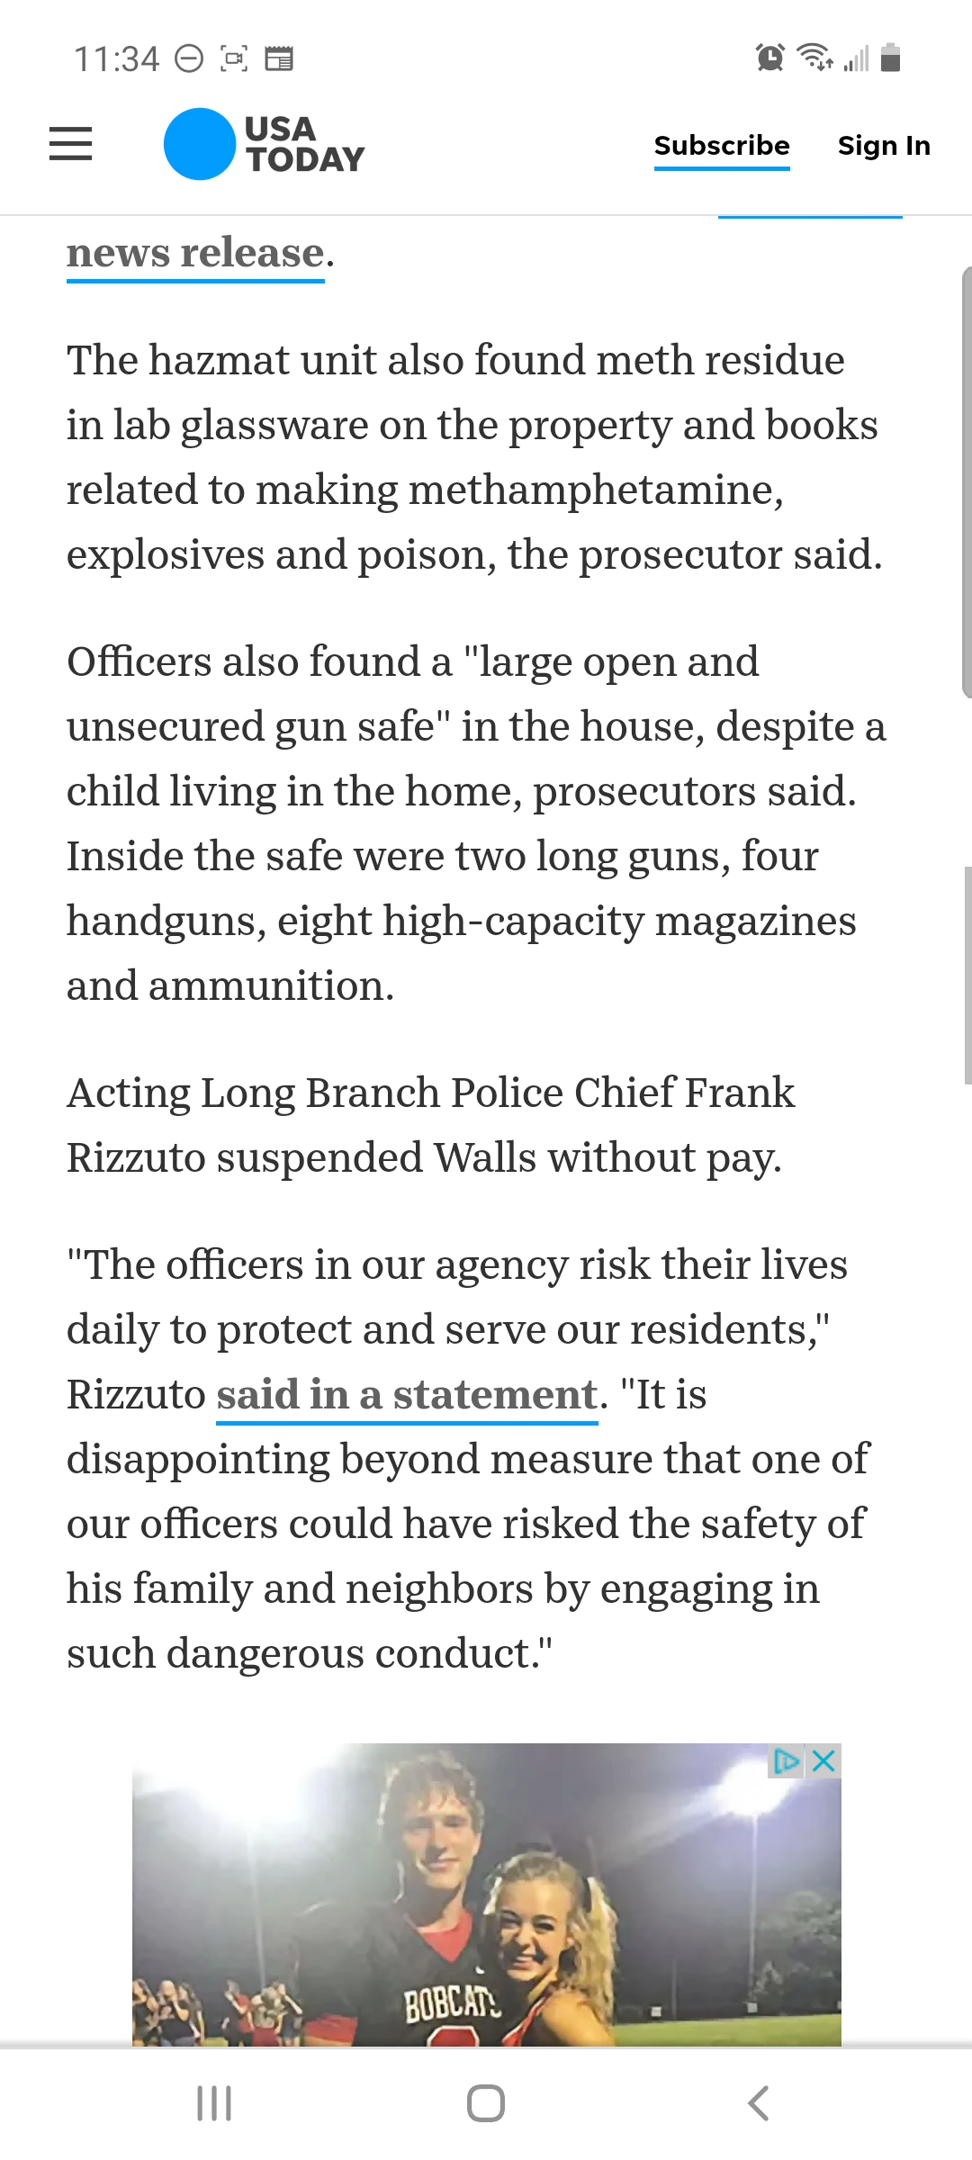 11:34
USA
TODAY
Subscribe
Sign In
news release.
The hazmat unit also found meth residue
in lab glassware on the property and books
related to making methamphetamine,
explosives and poison, the prosecutor said.
Officers also found a "large open and
unsecured gun safe" in the house, despite a
child living in the home, prosecutors said.
Inside the safe were two long guns, four
handguns, eight high-capacity magazines
and ammunition.
Acting Long Branch Police Chief Frank
Rizzuto suspended Walls without pay.
"The officers in our agency risk their lives
daily to protect and serve our residents,"
Rizzuto said in a statement. "It is
disappointing beyond measure that one of
our officers could have risked the safety of
his family and neighbors by engaging in
such dangerous conduct."
BOBCATS